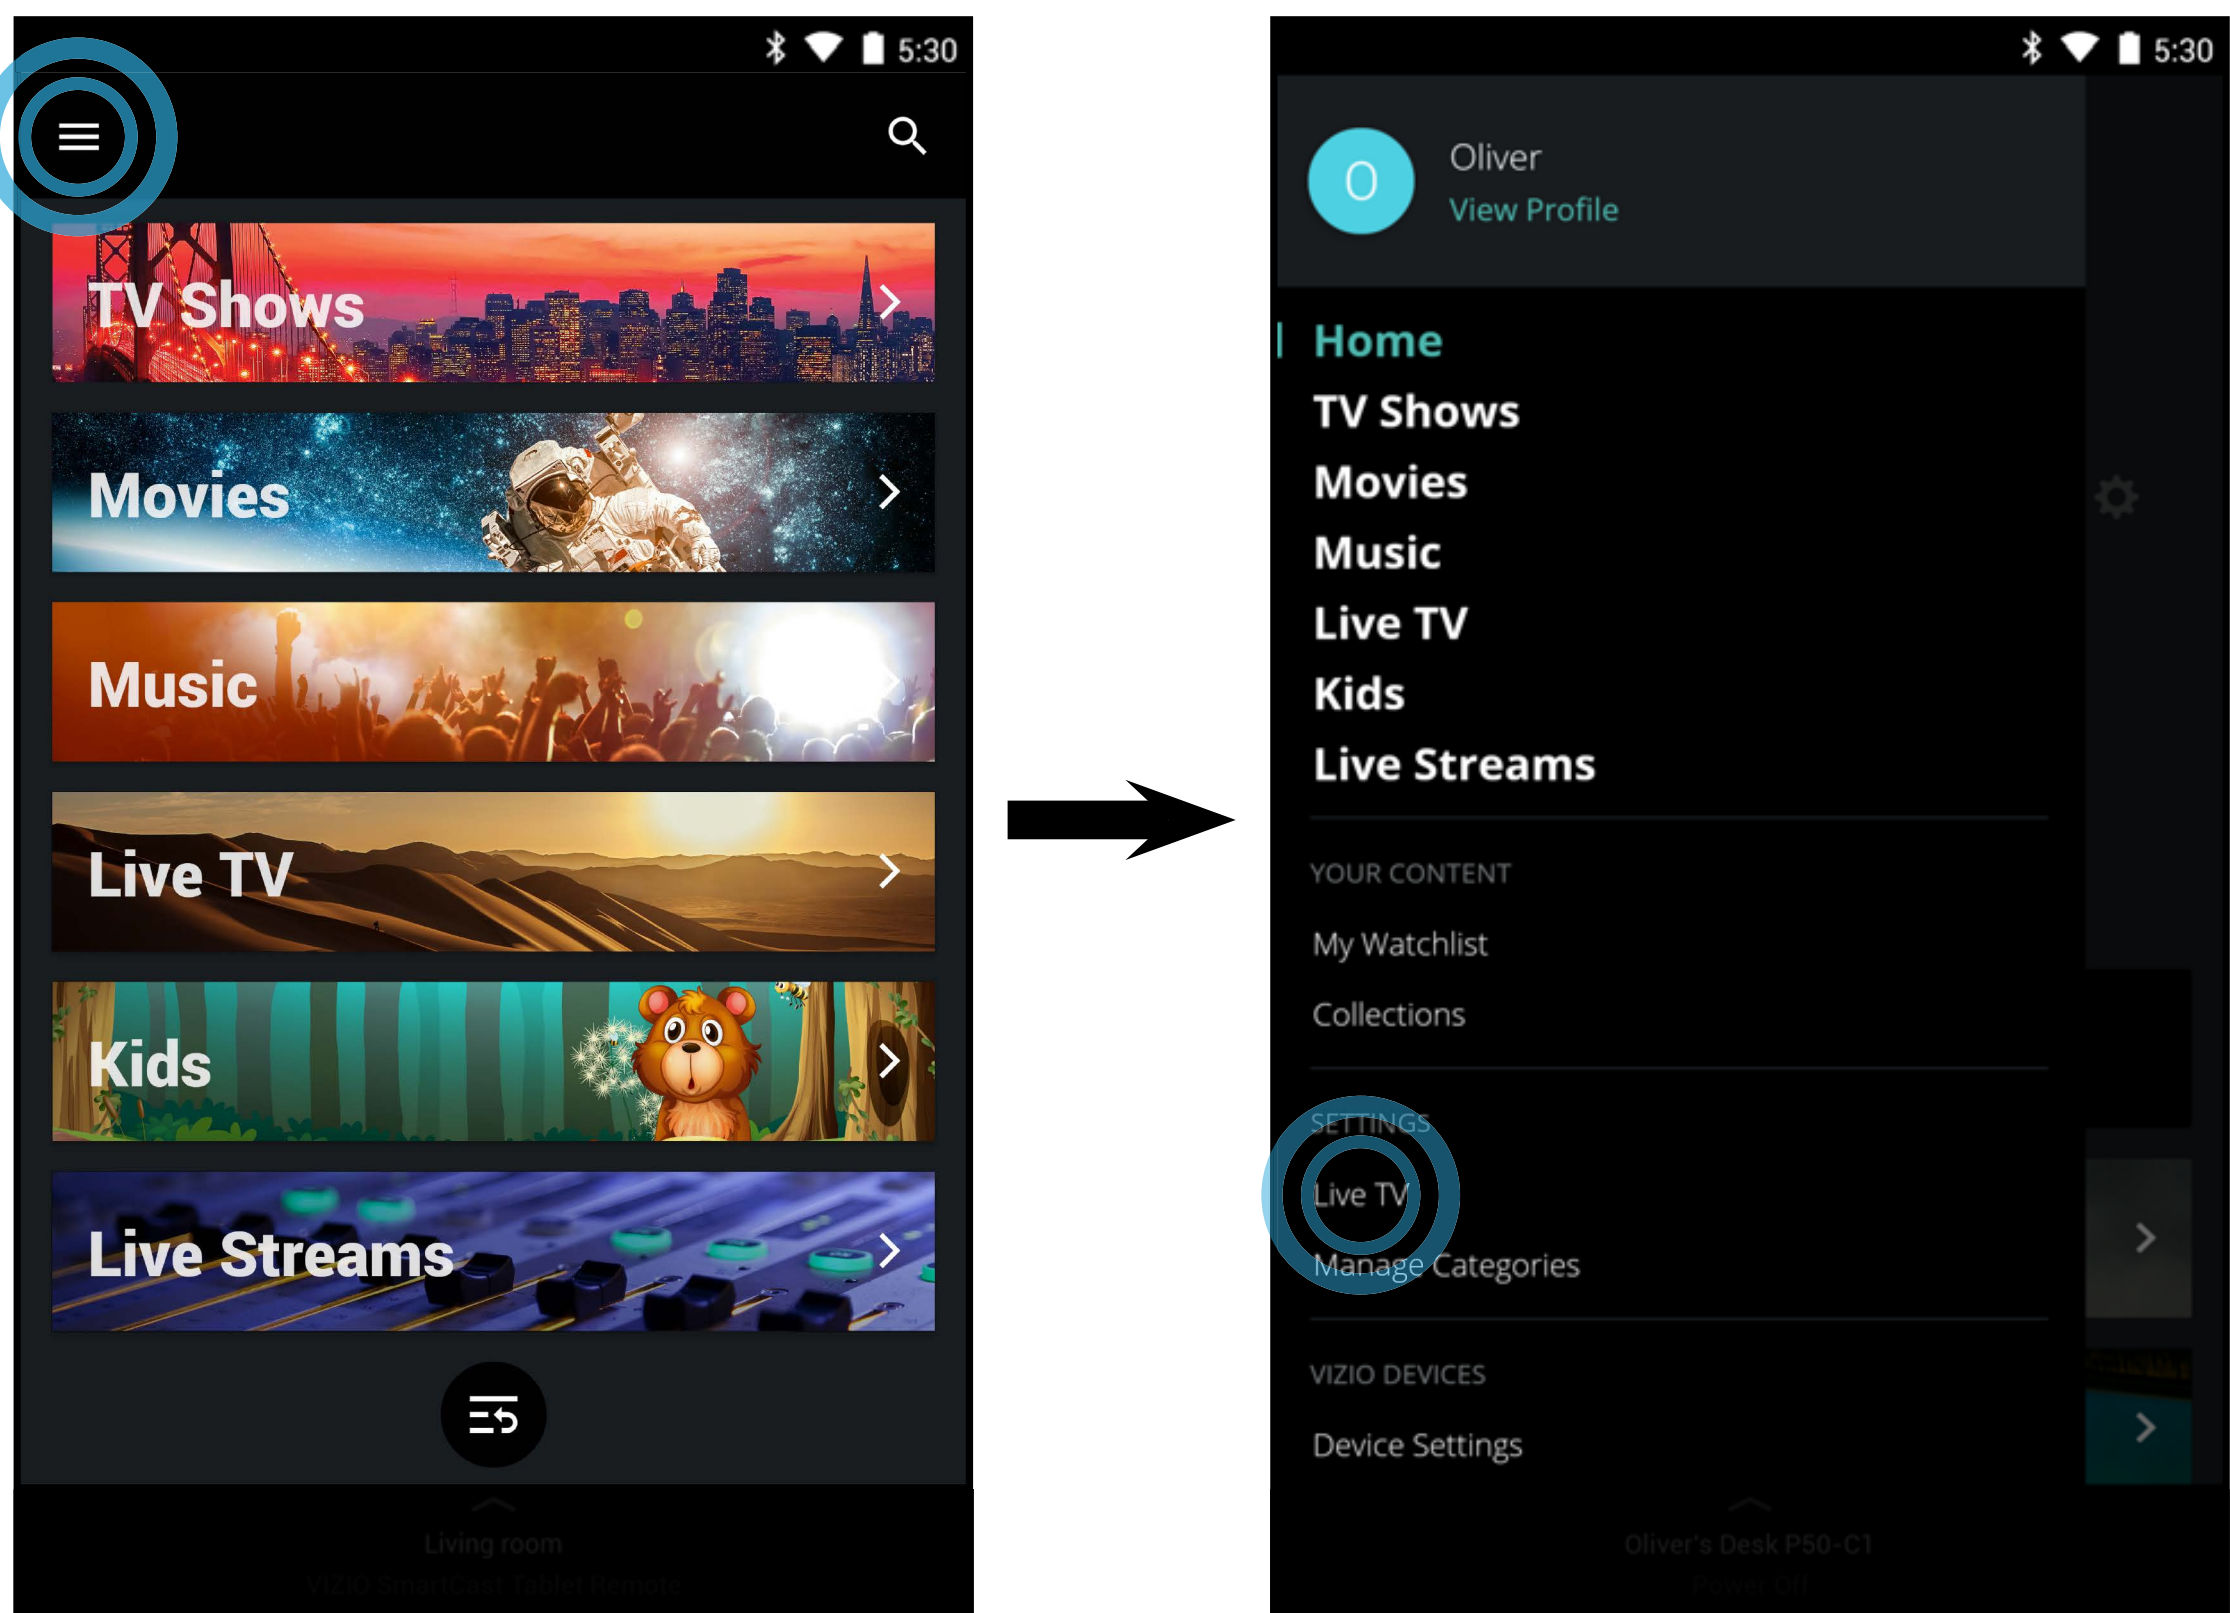 5:30
TV Shows
Movies
Music
Live TV
Kids
Live Streams
Living room
VIZIO SmartCast Tablet Remote
5:30
O
Oliver
View Profile
Home
TV Shows
Movies
Music
Live TV
Kids
Live Streams
YOUR CONTENT
My Watchlist
Collections
SETTINGS
Live TV
Manage Categories
VIZIO DEVICES
Device Settings
Oliver's Desk P50-C1
Power Off